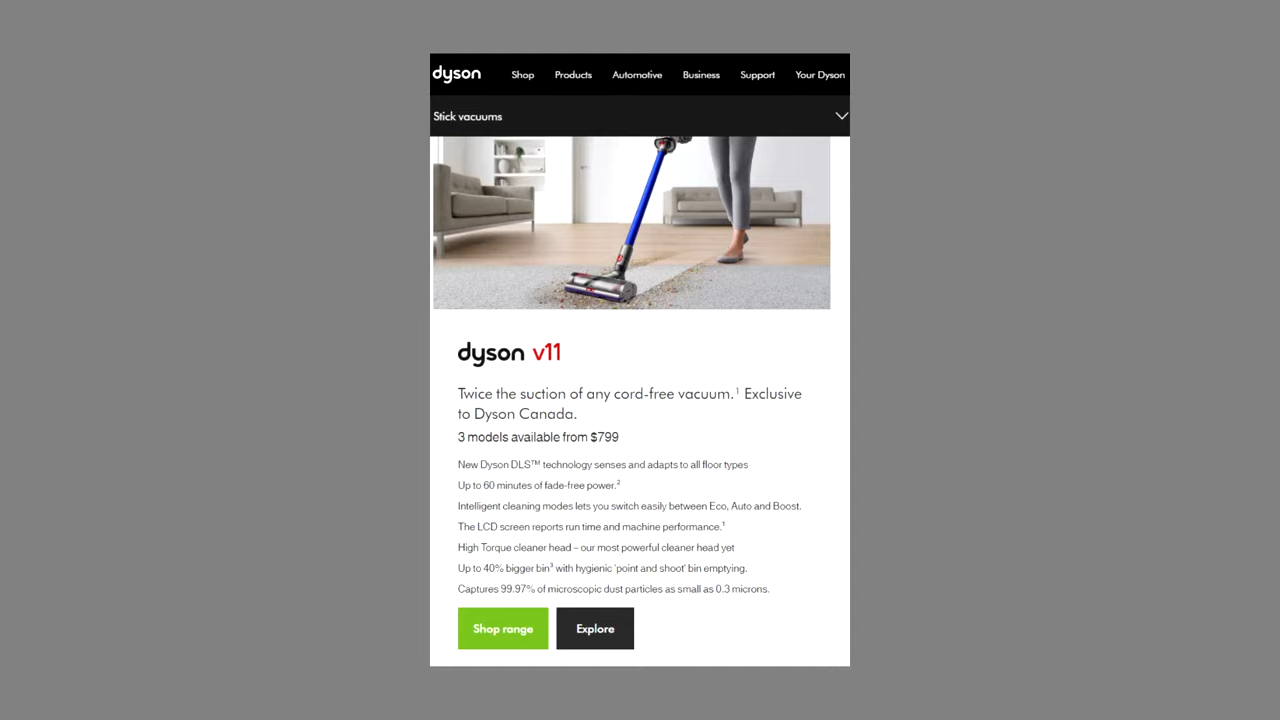 dyson Shop Products Automotive Business Support Your Dyson
Stick vacuums
dyson v11
Twice the suction of any cord-free vacuum.¹ Exclusive
to Dyson Canada.
3 models available from $799
New Dyson DLS™ technology senses and adapts to all floor types
Up to 60 minutes of fade-free power.²
Intelligent cleaning modes lets you switch easily between Eco, Auto and Boost.
The LCD screen reports run time and machine performance.¹
High Torque cleaner head – our most powerful cleaner head yet
Up to 40% bigger bin³ with hygienic 'point and shoot' bin emptying.
Captures 99.97% of microscopic dust particles as small as 0.3 microns.
Shop range Explore